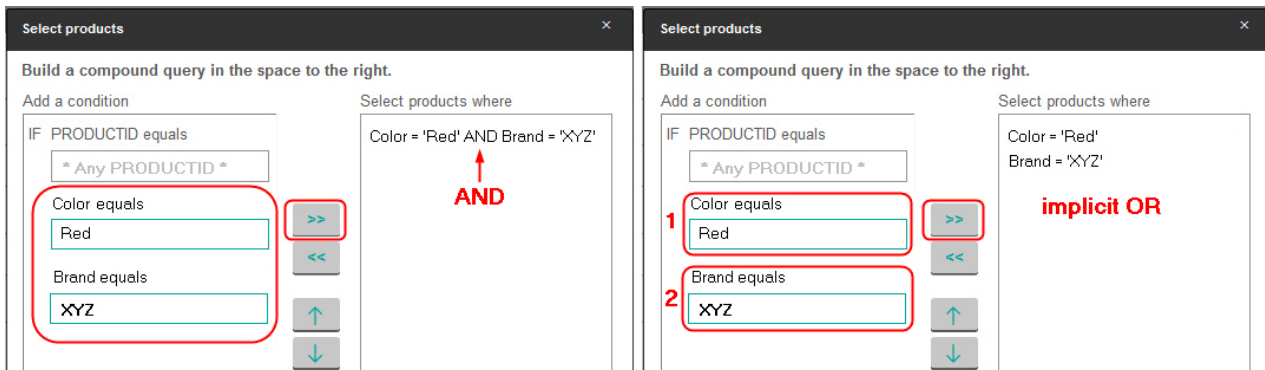 Select products ×
Build a compound query in the space to the right.
Add a condition
IF PRODUCTID equals
* Any PRODUCTID *
Color equals
Red
Brand equals
XYZ
>>
<<
↑
↓
Select products where
Color = 'Red' AND Brand = 'XYZ'
AND
Select products ×
Build a compound query in the space to the right.
Add a condition
IF PRODUCTID equals
* Any PRODUCTID *
1
Color equals
Red
2
Brand equals
XYZ
>>
<<
↑
↓
Select products where
Color = 'Red'
Brand = 'XYZ'
implicit OR